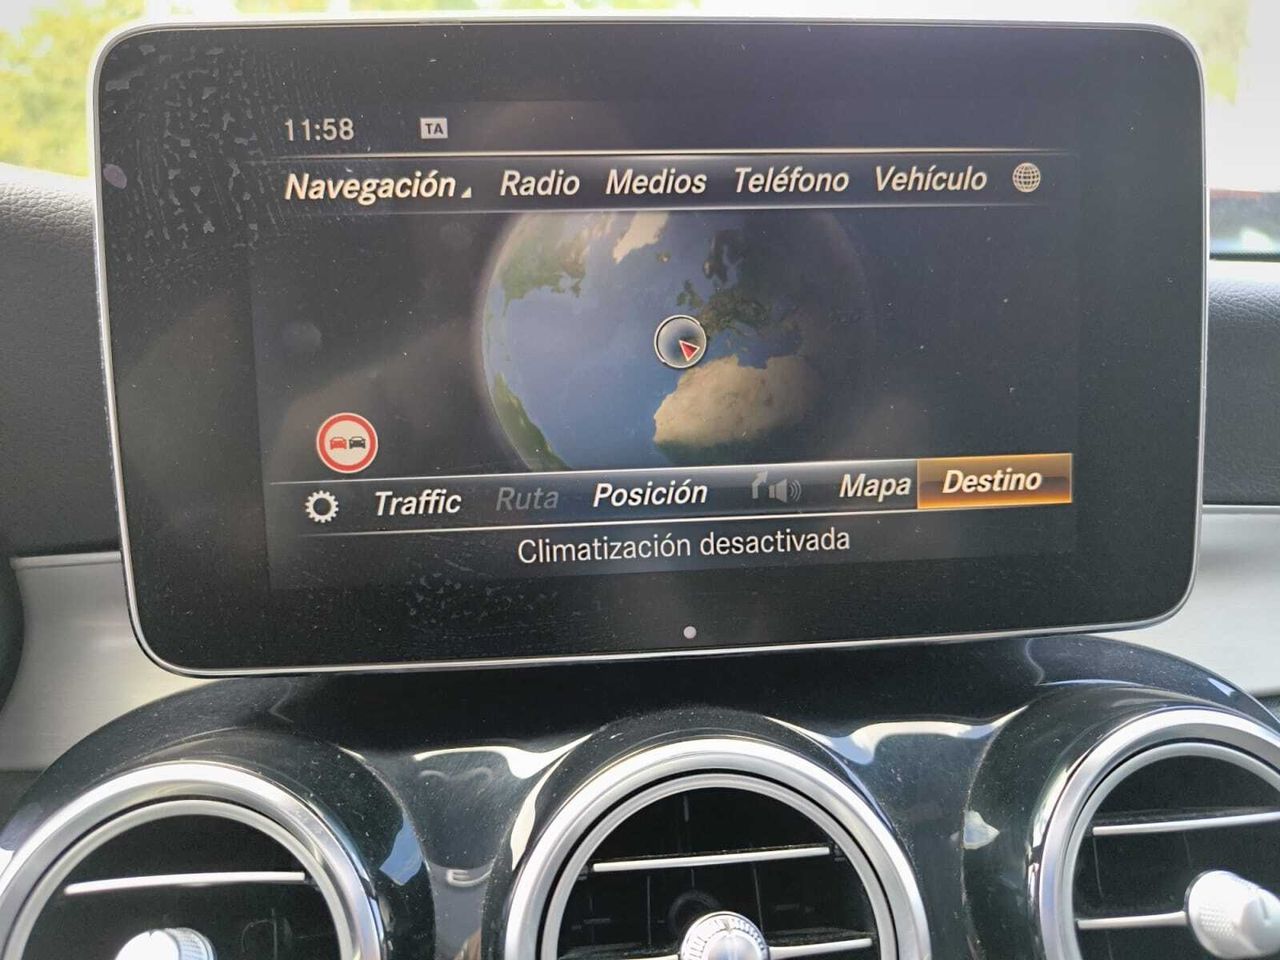 11:58 TA
Navegación Radio Medios Teléfono Vehículo
Traffic Ruta Posición Mapa Destino
Climatización desactivada